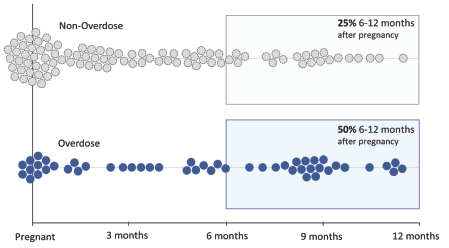 Non-Overdose
25% 6-12 months
after pregnancy
Overdose
50% 6-12 months
after pregnancy
Pregnant
3 months
6 months
9 months
12 months